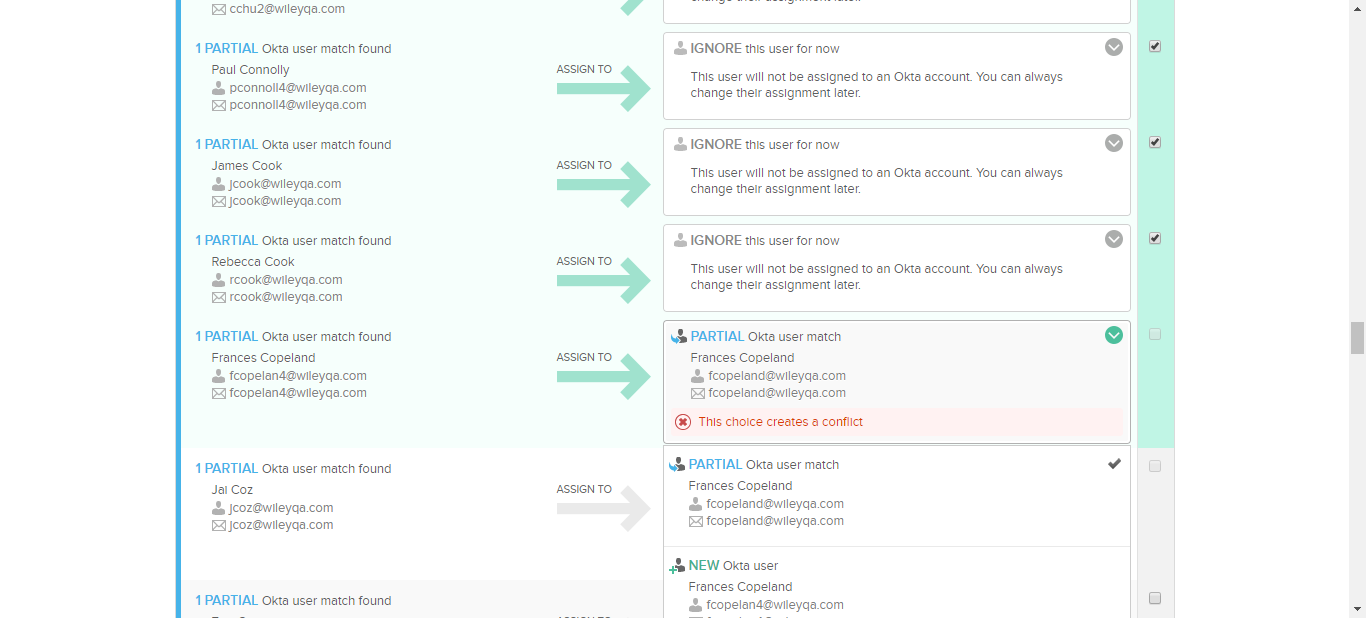 cchu2@wileyqa.com
change their assignment later.
1 PARTIAL Okta user match found
Paul Connolly
pconnoll4@wileyqa.com
pconnoll4@wileyqa.com
ASSIGN TO
IGNORE this user for now
This user will not be assigned to an Okta account. You can always
change their assignment later.
1 PARTIAL Okta user match found
James Cook
jcook@wileyqa.com
jcook@wileyqa.com
ASSIGN TO
IGNORE this user for now
This user will not be assigned to an Okta account. You can always
change their assignment later.
1 PARTIAL Okta user match found
Rebecca Cook
rcook@wileyqa.com
rcook@wileyqa.com
ASSIGN TO
IGNORE this user for now
This user will not be assigned to an Okta account. You can always
change their assignment later.
1 PARTIAL Okta user match found
Frances Copeland
fcopelan4@wileyqa.com
fcopelan4@wileyqa.com
ASSIGN TO
PARTIAL Okta user match
Frances Copeland
fcopeland@wileyqa.com
fcopeland@wileyqa.com
This choice creates a conflict
1 PARTIAL Okta user match found
Jai Coz
jcoz@wileyqa.com
jcoz@wileyqa.com
ASSIGN TO
PARTIAL Okta user match
Frances Copeland
fcopeland@wileyqa.com
fcopeland@wileyqa.com
NEW Okta user
Frances Copeland
fcopelan4@wileyqa.com
1 PARTIAL Okta user match found